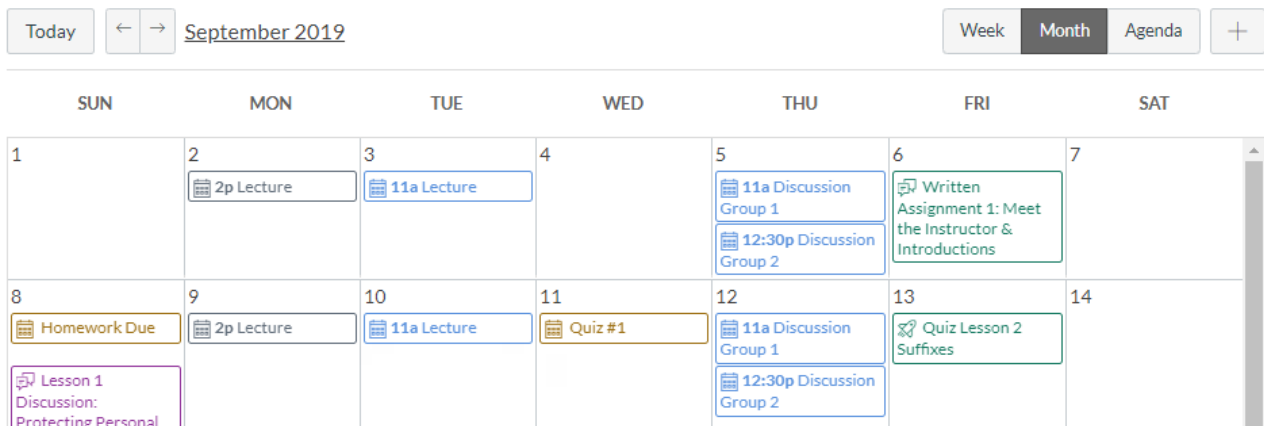 Today ← → September 2019 Week Month Agenda +
SUN MON TUE WED THU FRI SAT
1 2 3 4 5 6 7
2p Lecture
11a Lecture
11a Discussion
Group 1
12:30p Discussion
Group 2
Written
Assignment 1: Meet
the Instructor &
Introductions
8 9 10 11 12 13 14
Homework Due
Lesson 1
Discussion:
Protecting Personal
2p Lecture
11a Lecture
Quiz #1
11a Discussion
Group 1
12:30p Discussion
Group 2
Quiz Lesson 2
Suffixes